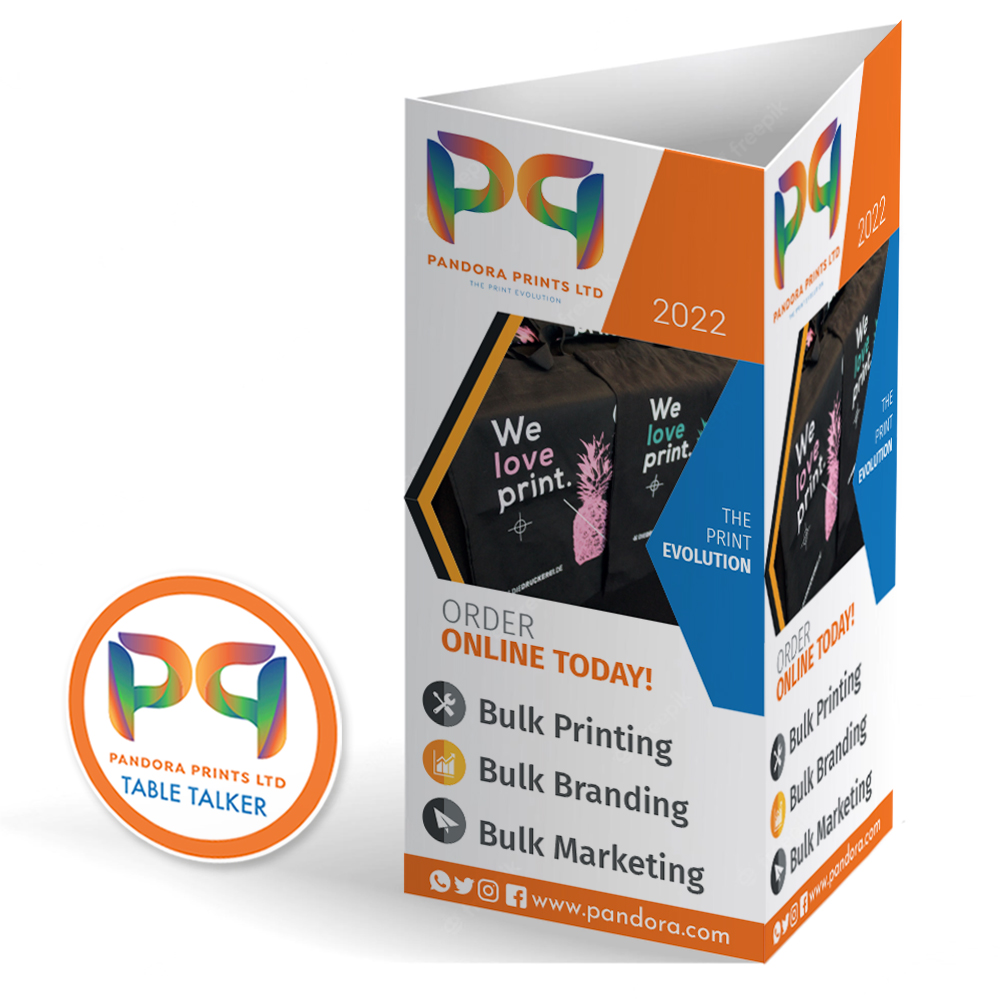 PANDORA PRINTS LTD
THE PRINT EVOLUTION
2022
We
love
print.
We
love
print.
THE
PRINT
EVOLUTION
ORDER
ONLINE TODAY!
Bulk Printing
Bulk Branding
Bulk Marketing
www.pandora.com
PANDORA PRINTS LTD
THE PRINT EVOLUTION
2022
We
love
print.
We
love
print.
THE
PRINT
EVOLUTION
ORDER
ONLINE TODAY!
Bulk Printing
Bulk Branding
Bulk Marketing
www.pandora.com
PANDORA PRINTS LTD
TABLE TALKER